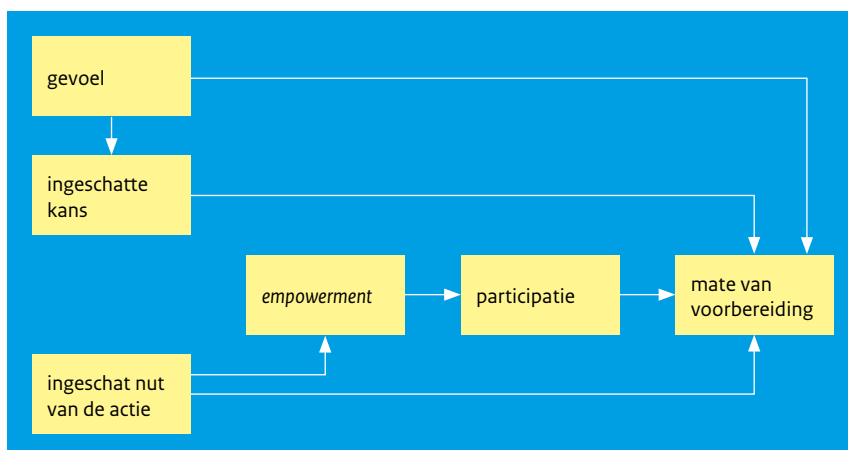 gevoel
ingeschatte
kans
empowerment
participatie
mate van
voorbereiding
ingeschat nut
van de actie